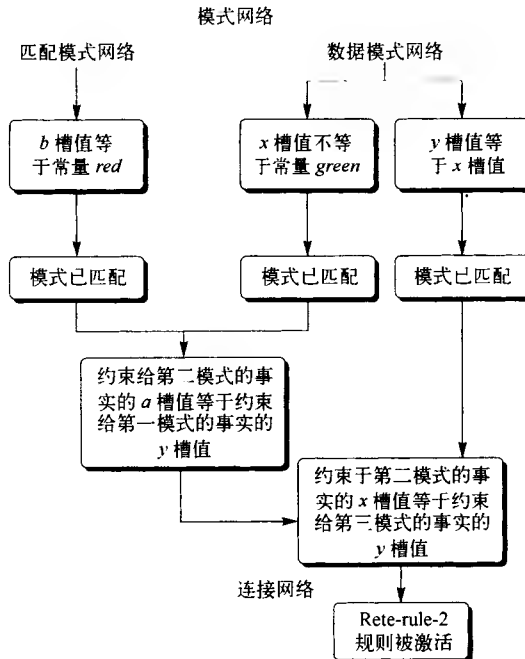 模式网络
匹配模式网络
数据模式网络
b 槽值等
于常量 red
x 槽值不等
于常量 green
y 槽值等
于 x 槽值
模式已匹配
模式已匹配
模式已匹配
约束给第二模式的事
实的 a 槽值等于约束
给第一模式的事实的
y 槽值
约束于第二模式的事
实的 x 槽值等于约束
给第三模式的事实的
y 槽值
连接网络
Rete-rule-2
规则被激活